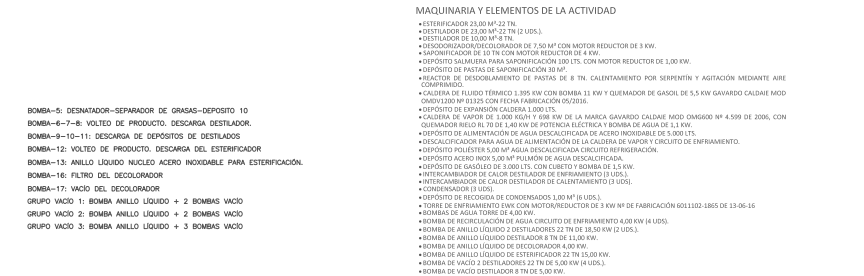 BOMBA-5: DESNATADOR-SEPARADOR DE GRASAS-DEPOSITO 10
BOMBA-6-7-8: VOLTEO DE PRODUCTO. DESCARGA DESTILADOR.
BOMBA-9-10-11: DESCARGA DE DEPÓSITOS DE DESTILADOS
BOMBA-12: VOLTEO DE PRODUCTO. DESCARGA DEL ESTERIFICADOR
BOMBA-13: ANILLO LÍQUIDO NUCLEO ACERO INOXIDABLE PARA ESTERIFICACIÓN.
BOMBA-16: FILTRO DEL DECOLORADOR
BOMBA-17: VACÍO DEL DECOLORADOR
GRUPO VACÍO 1: BOMBA ANILLO LÍQUIDO + 2 BOMBAS VACÍO
GRUPO VACÍO 2: BOMBA ANILLO LÍQUIDO + 2 BOMBAS VACÍO
GRUPO VACÍO 3: BOMBA ANILLO LÍQUIDO + 3 BOMBAS VACÍO
MAQUINARIA Y ELEMENTOS DE LA ACTIVIDAD
• ESTERIFICADOR 23,00 M³-22 TN.
• DESTILADOR DE 23,00 M³-22 TN (2 UDS.).
• DESTILADOR DE 10,00 M³-8 TN.
• DESODORIZADOR/DECOLORADOR DE 7,50 M³ CON MOTOR REDUCTOR DE 3 KW.
• SAPONIFICADOR DE 10 TN CON MOTOR REDUCTOR DE 4 KW.
• DEPÓSITO SALMUERA PARA SAPONIFICACIÓN 100 LTS. CON MOTOR REDUCTOR DE 1,00 KW.
• DEPÓSITO DE PASTAS DE SAPONIFICACIÓN 30 M³.
• REACTOR DE DESDOBLAMIENTO DE PASTAS DE 8 TN. CALENTAMIENTO POR SERPENTÍN Y AGITACIÓN MEDIANTE AIRE
COMPRIMIDO.
• CALDERA DE FLUIDO TÉRMICO 1.395 KW CON BOMBA 11 KW Y QUEMADOR DE GASOIL DE 5,5 KW GAVARDO CALDAIE MOD
OMDV1200 Nº 01325 CON FECHA FABRICACIÓN 05/2016.
• DEPÓSITO DE EXPANSIÓN CALDERA 1.000 LTS.
• CALDERA DE VAPOR DE 1.000 KG/H Y 698 KW DE LA MARCA GAVARDO CALDAIE MOD OMG600 Nº 4.599 DE 2006, CON
QUEMADOR RIELO RL 70 DE 1,40 KW DE POTENCIA ELÉCTRICA Y BOMBA DE AGUA DE 1,1 KW.
• DEPÓSITO DE ALIMENTACIÓN DE AGUA DESCALCIFICADA DE ACERO INOXIDABLE DE 5.000 LTS.
• DESCALCIFICADOR PARA AGUA DE ALIMENTACIÓN DE LA CALDERA DE VAPOR Y CIRCUITO DE ENFRIAMIENTO.
• DEPÓSITO POLIÉSTER 5,00 M³ AGUA DESCALCIFICADA CIRCUITO REFRIGERACIÓN.
• DEPÓSITO ACERO INOX 5,00 M³ PULMÓN DE AGUA DESCALCIFICADA.
• DEPÓSITO DE GASÓLEO DE 3.000 LTS. CON CUBETO Y BOMBA DE 1,5 KW.
• INTERCAMBIADOR DE CALOR DESTILADOR DE ENFRIAMIENTO (3 UDS.).
• INTERCAMBIADOR DE CALOR DESTILADOR DE CALENTAMIENTO (3 UDS).
• CONDENSADOR (3 UDS).
• DEPÓSITO DE RECOGIDA DE CONDENSADOS 1,00 M³ (6 UDS.).
• TORRE DE ENFRIAMIENTO EWK CON MOTOR/REDUCTOR DE 3 KW Nº DE FABRICACIÓN 6011102-1865 DE 13-06-16
• BOMBAS DE AGUA TORRE DE 4,00 KW.
• BOMBA DE RECIRCULACIÓN DE AGUA CIRCUITO DE ENFRIAMIENTO 4,00 KW (4 UDS).
• BOMBA DE ANILLO LÍQUIDO 2 DESTILADORES 22 TN DE 18,50 KW (2 UDS.).
• BOMBA DE ANILLO LÍQUIDO DESTILADOR 8 TN DE 11,00 KW.
• BOMBA DE ANILLO LÍQUIDO DE DECOLORADOR 4,00 KW.
• BOMBA DE ANILLO LÍQUIDO DE ESTERIFICADOR 22 TN 15,00 KW.
• BOMBA DE VACÍO 2 DESTILADORES 22 TN DE 5,00 KW (4 UDS.).
• BOMBA DE VACÍO DESTILADOR 8 TN DE 5,00 KW.